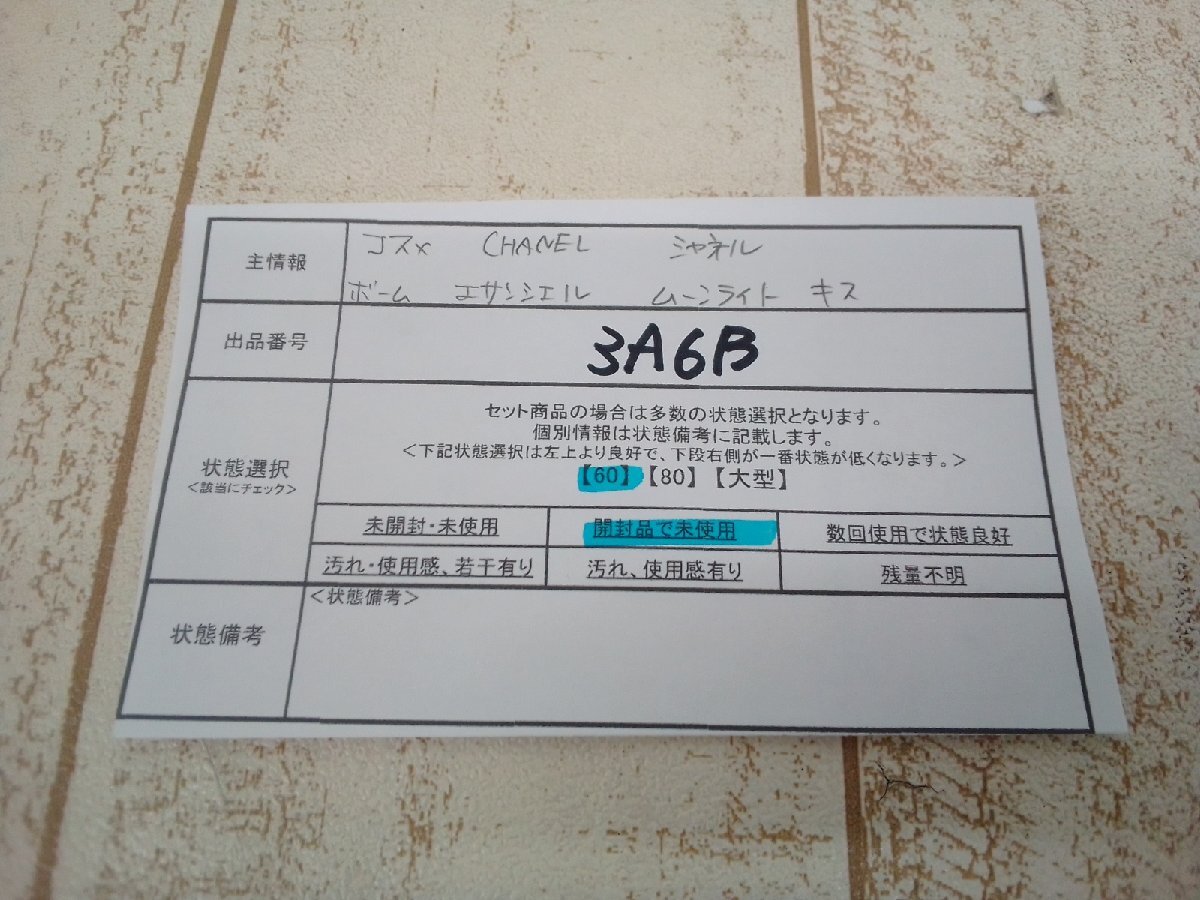 主情報
コスメ CHANEL シャネル
ボーム エサンシエル ムーンライト キス
出品番号
3A6B
状態選択
<該当にチェック>
セット商品の場合は多数の状態選択となります。
個別情報は状態備考に記載します。
<下記状態選択は左上より良好で、下段右側が一番状態が低くなります。>
【60】【80】【大型】
未開封・未使用 開封品で未使用 数回使用で状態良好
汚れ・使用感、若干有り 汚れ、使用感有り 残量不明
状態備考
<状態備考>